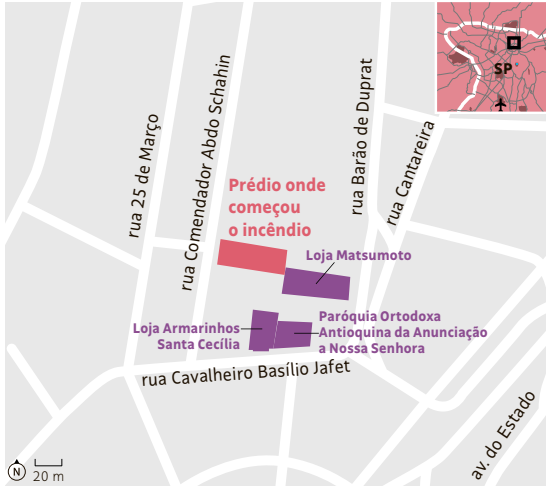 SP
rua 25 de Março
rua Comendador Abdo Schahin
rua Barão de Duprat
rua Cantareira
Prédio onde
começou
o incêndio
Loja Matsumoto
Loja Armarinhos
Santa Cecília
Paróquia Ortodoxa
Antioquina da Anunciação
a Nossa Senhora
rua Cavalheiro Basílio Jafet
av. do Estado
N
20 m